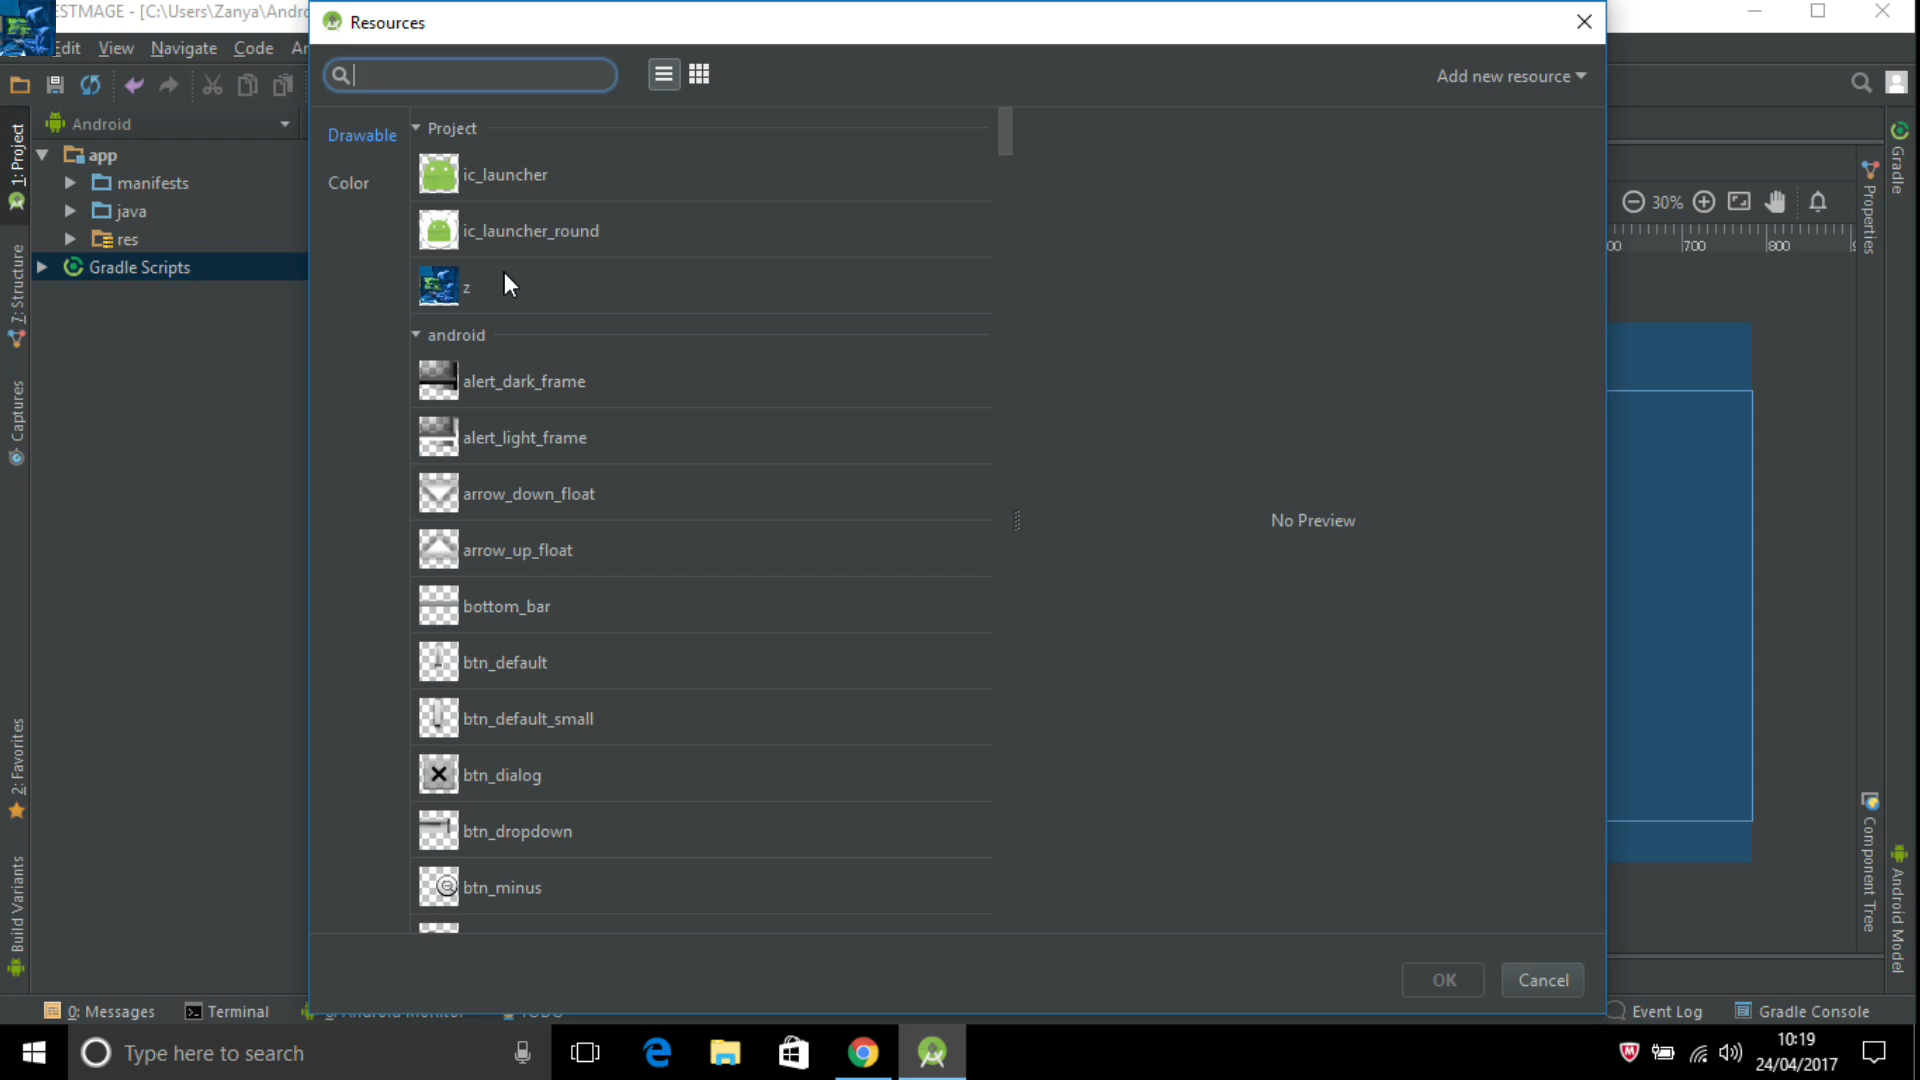 ESTMAGE - [C:\Users\Zanya\Andro
Resources
Edit View Navigate Code
Add new resource
Android
1: Project
app
manifests
java
res
Gradle Scripts
7: Structure
Captures
2: Favorites
Build Variants
Drawable
Color
Project
ic_launcher
ic_launcher_round
z
android
alert_dark_frame
alert_light_frame
arrow_down_float
arrow_up_float
bottom_bar
btn_default
btn_default_small
btn_dialog
btn_dropdown
btn_minus
No Preview
OK
Cancel
30%
700
800
Gradle
Properties
Component Tree
Android Model
0: Messages
Terminal
Event Log
Gradle Console
Type here to search
10:19
24/04/2017